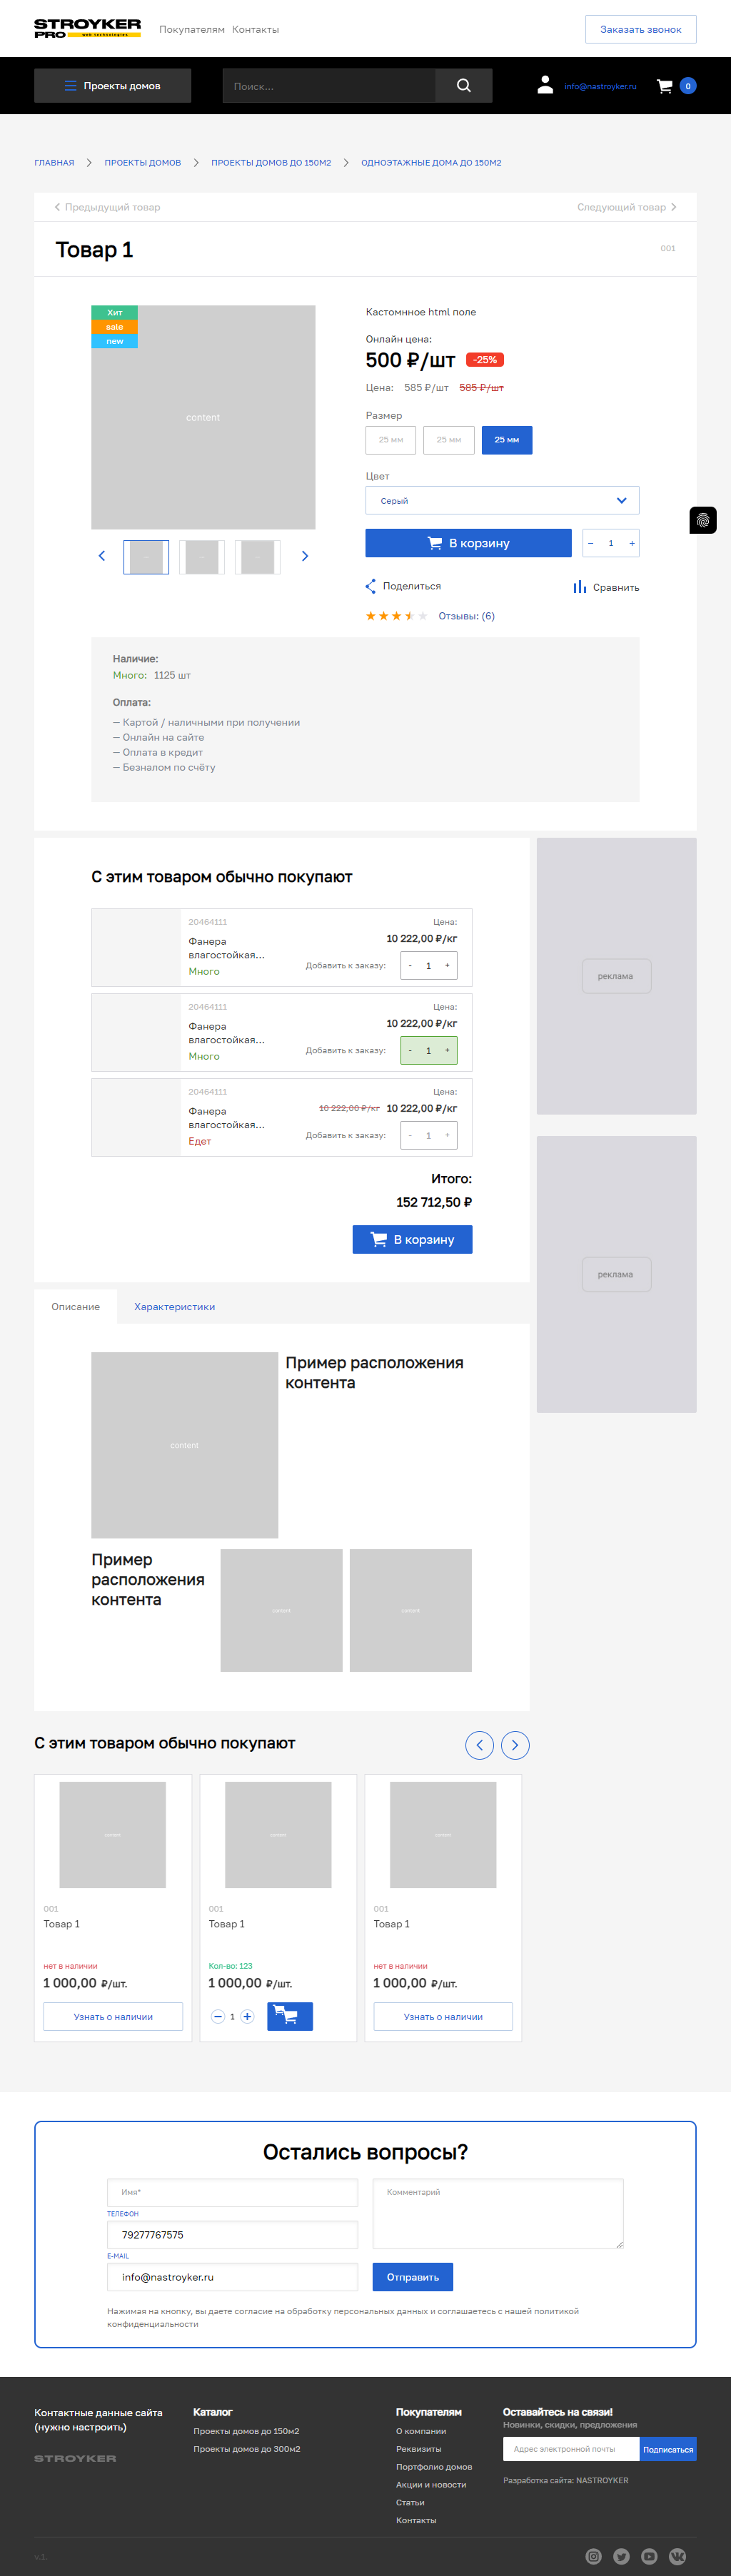 STROYKER
PRO web technologies
Покупателям Контакты
Заказать звонок
Проекты домов
Поиск...
info@nastroyker.ru
0
ГЛАВНАЯ
ПРОЕКТЫ ДОМОВ
ПРОЕКТЫ ДОМОВ ДО 150М2
ОДНОЭТАЖНЫЕ ДОМА ДО 150М2
Предыдущий товар
Следующий товар
Товар 1
001
Хит
sale
new
content
Кастомнное html поле
Онлайн цена:
500 ₽/шт -25%
Цена: 585 ₽/шт 585 ₽/шт
Размер
25 мм 25 мм 25 мм
Цвет
Серый
В корзину
− 1 +
Поделиться
Сравнить
Отзывы: (6)
Наличие:
Много: 1125 шт
Оплата:
— Картой / наличными при получении
— Онлайн на сайте
— Оплата в кредит
— Безналом по счёту
С этим товаром обычно покупают
20464111
Цена:
Фанера
влагостойкая...
10 222,00 ₽/кг
Много
Добавить к заказу:
- 1 +
20464111
Цена:
Фанера
влагостойкая...
10 222,00 ₽/кг
Много
Добавить к заказу:
- 1 +
20464111
Цена:
Фанера
влагостойкая...
10 222,00 ₽/кг 10 222,00 ₽/кг
Едет
Добавить к заказу:
- 1 +
Итого:
152 712,50 ₽
В корзину
реклама
реклама
Описание
Характеристики
content
Пример расположения
контента
Пример
расположения
контента
content
content
С этим товаром обычно покупают
content
001
Товар 1
нет в наличии
1 000,00 ₽/шт.
Узнать о наличии
content
001
Товар 1
Кол-во: 123
1 000,00 ₽/шт.
− 1 +
content
001
Товар 1
нет в наличии
1 000,00 ₽/шт.
Узнать о наличии
Остались вопросы?
Имя*
Комментарий
ТЕЛЕФОН
79277767575
E-MAIL
info@nastroyker.ru
Отправить
Нажимая на кнопку, вы даете согласие на обработку персональных данных и соглашаетесь с нашей политикой
конфиденциальности
Контактные данные сайта
(нужно настроить)
STROYKER
Каталог
Проекты домов до 150м2
Проекты домов до 300м2
Покупателям
О компании
Реквизиты
Портфолио домов
Акции и новости
Статьи
Контакты
Оставайтесь на связи!
Новинки, скидки, предложения
Адрес электронной почты
Подписаться
Разработка сайта: NASTROYKER
v.1.